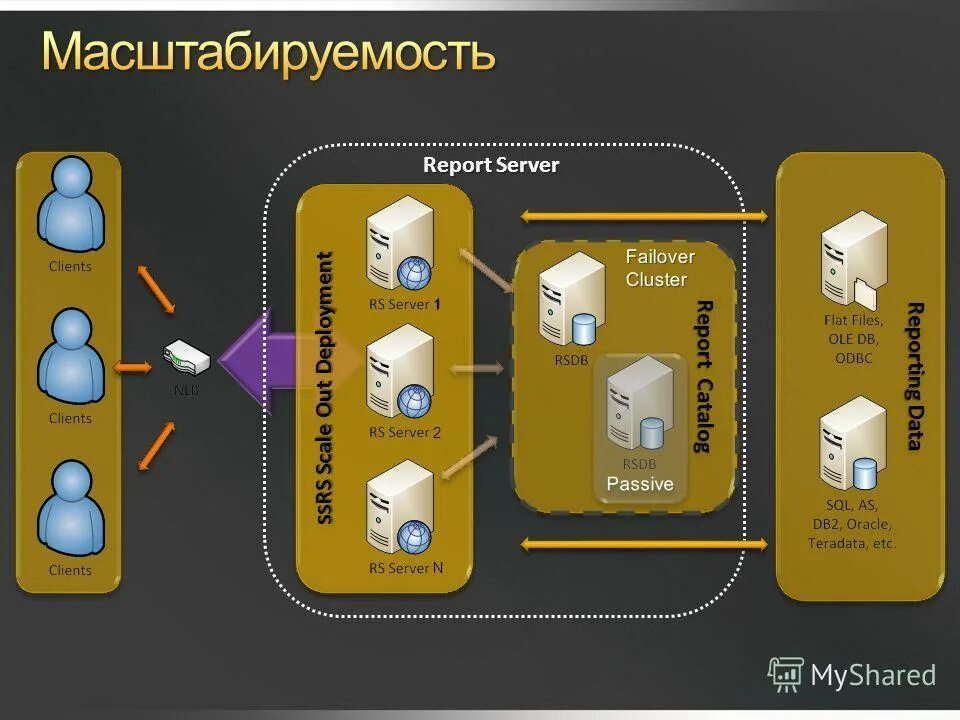 Масштабируемость
Report Server
Clients
Clients
Clients
NLB
SSRS Scale Out Deployment
RS Server 1
RS Server 2
RS Server N
Failover
Cluster
RSDB
RSDB
Passive
Report Catalog
Flat Files,
OLE DB,
ODBC
SQL, AS,
DB2, Oracle,
Teradata, etc.
Reporting Data
MyShared